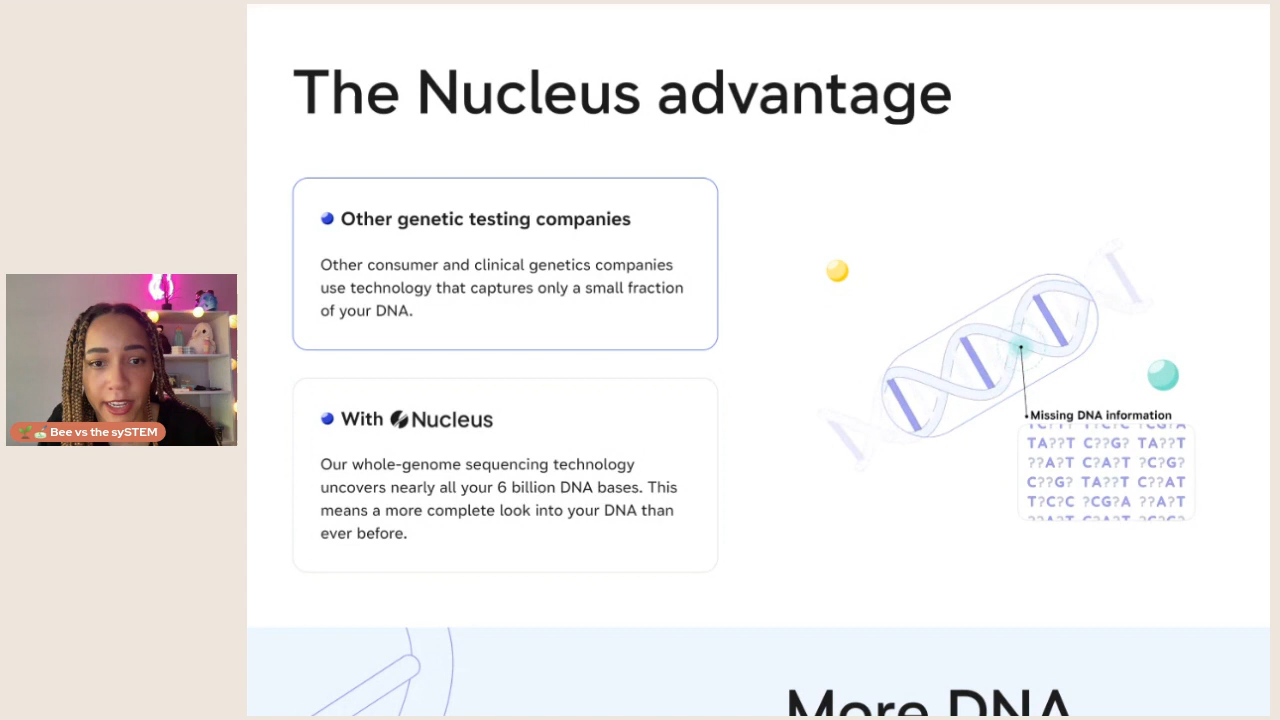 The Nucleus advantage
Other genetic testing companies
Other consumer and clinical genetics companies
use technology that captures only a small fraction
of your DNA.
With Nucleus
Our whole-genome sequencing technology
uncovers nearly all your 6 billion DNA bases. This
means a more complete look into your DNA than
ever before.
Missing DNA information
TA??T C??G? TA??T
??A?T C?A?T ?C?G?
C??G? TA??T C??AT
T?C?C ?CG?A ??A?T
Bee vs the sySTEM
More DNA